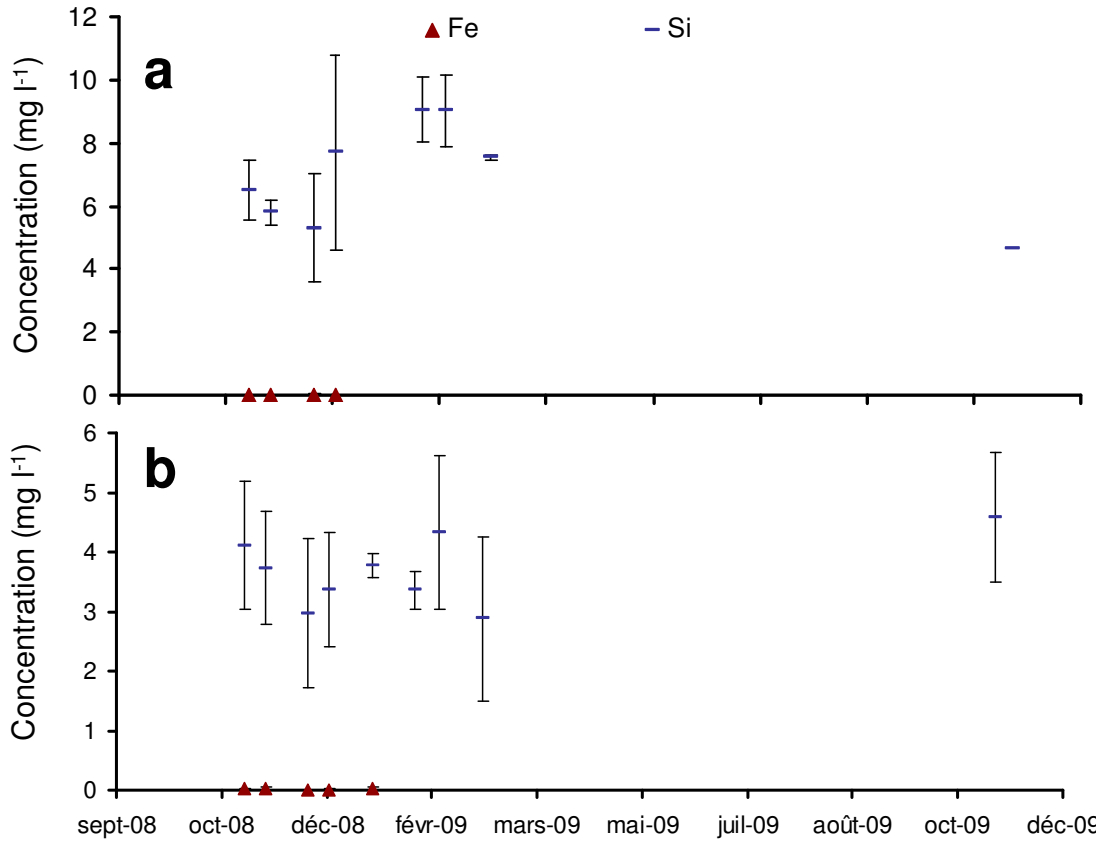 12
Fe
Si
10
a
8
6
4
2
0
Concentration (mg l-1)
6
b
5
4
3
2
1
0
Concentration (mg l-1)
sept-08 oct-08 déc-08 févr-09 mars-09 mai-09 juil-09 août-09 oct-09 déc-09